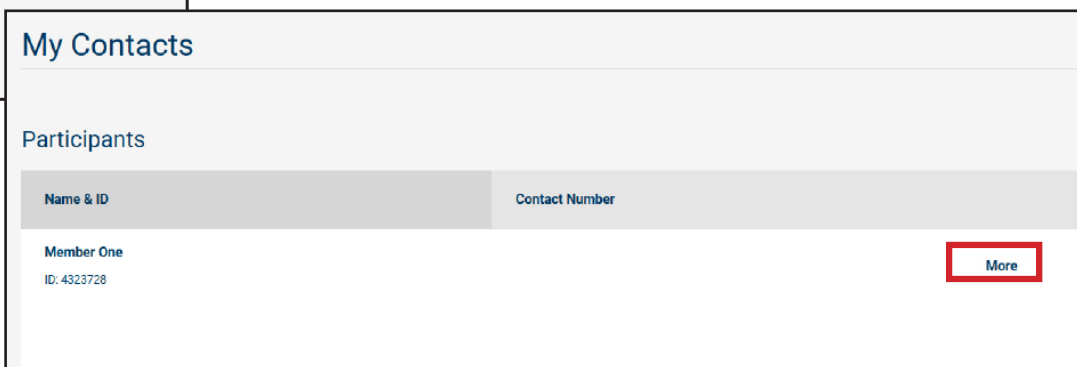 My Contacts
Participants
Name & ID
Contact Number
Member One
More
ID: 4323728